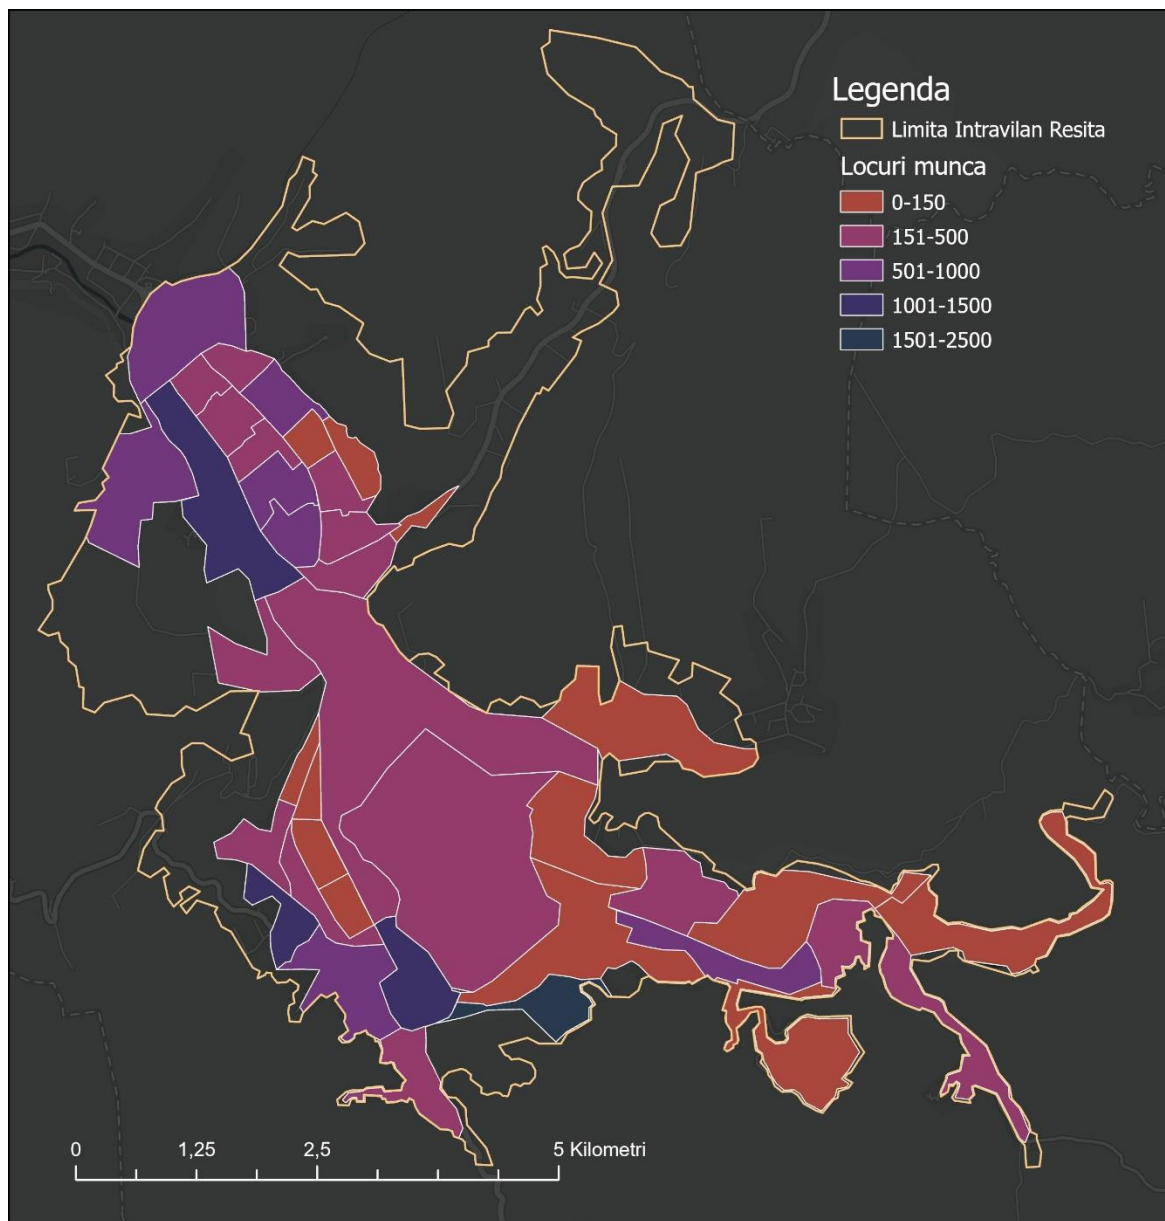 Legenda
Limita Intravilan Resita
Locuri munca
0-150
151-500
501-1000
1001-1500
1501-2500
0 1,25 2,5 5 Kilometri